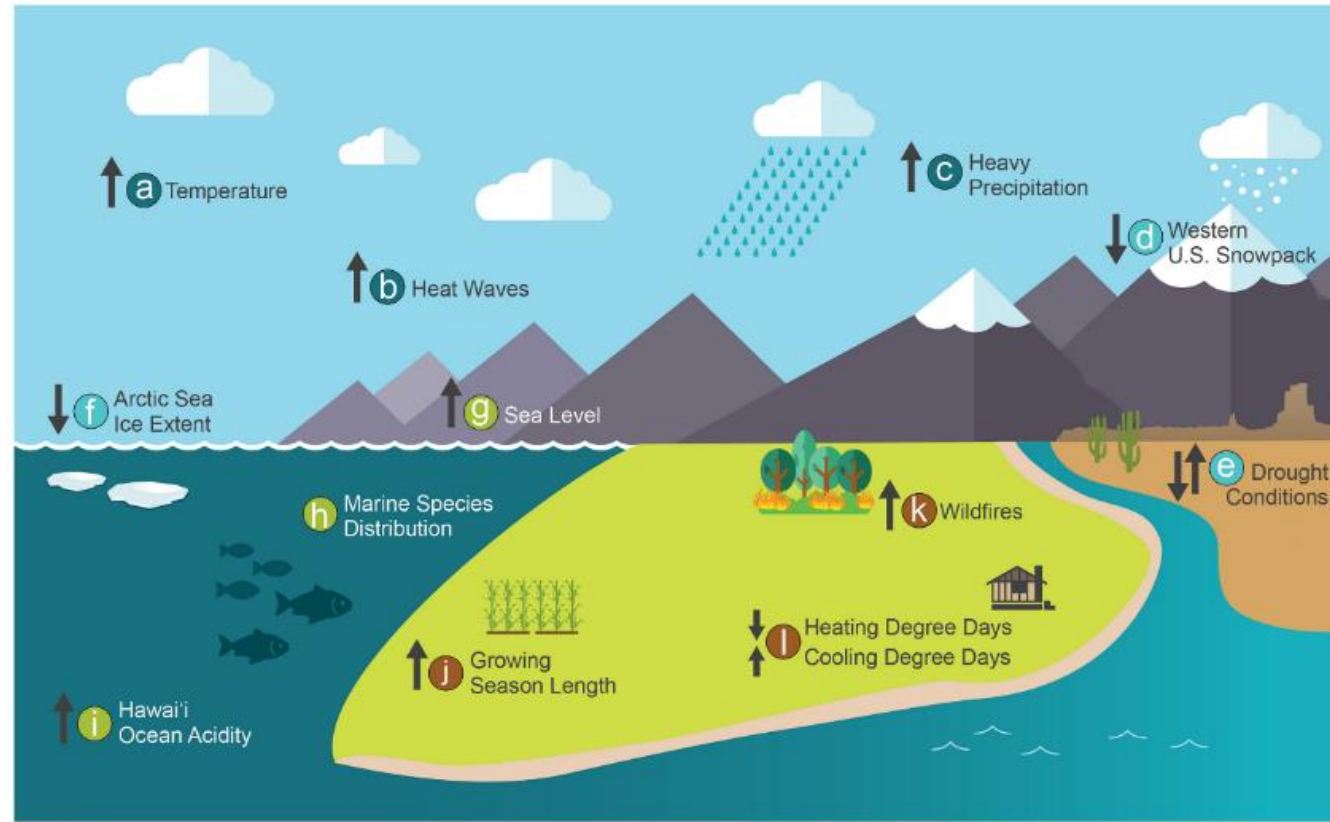 a Temperature
c Heavy
Precipitation
d Western
U.S. Snowpack
b Heat Waves
f Arctic Sea
Ice Extent
g Sea Level
h Marine Species
Distribution
k Wildfires
e Drought
Conditions
j Growing
Season Length
l Heating Degree Days
Cooling Degree Days
i Hawai‘i
Ocean Acidity